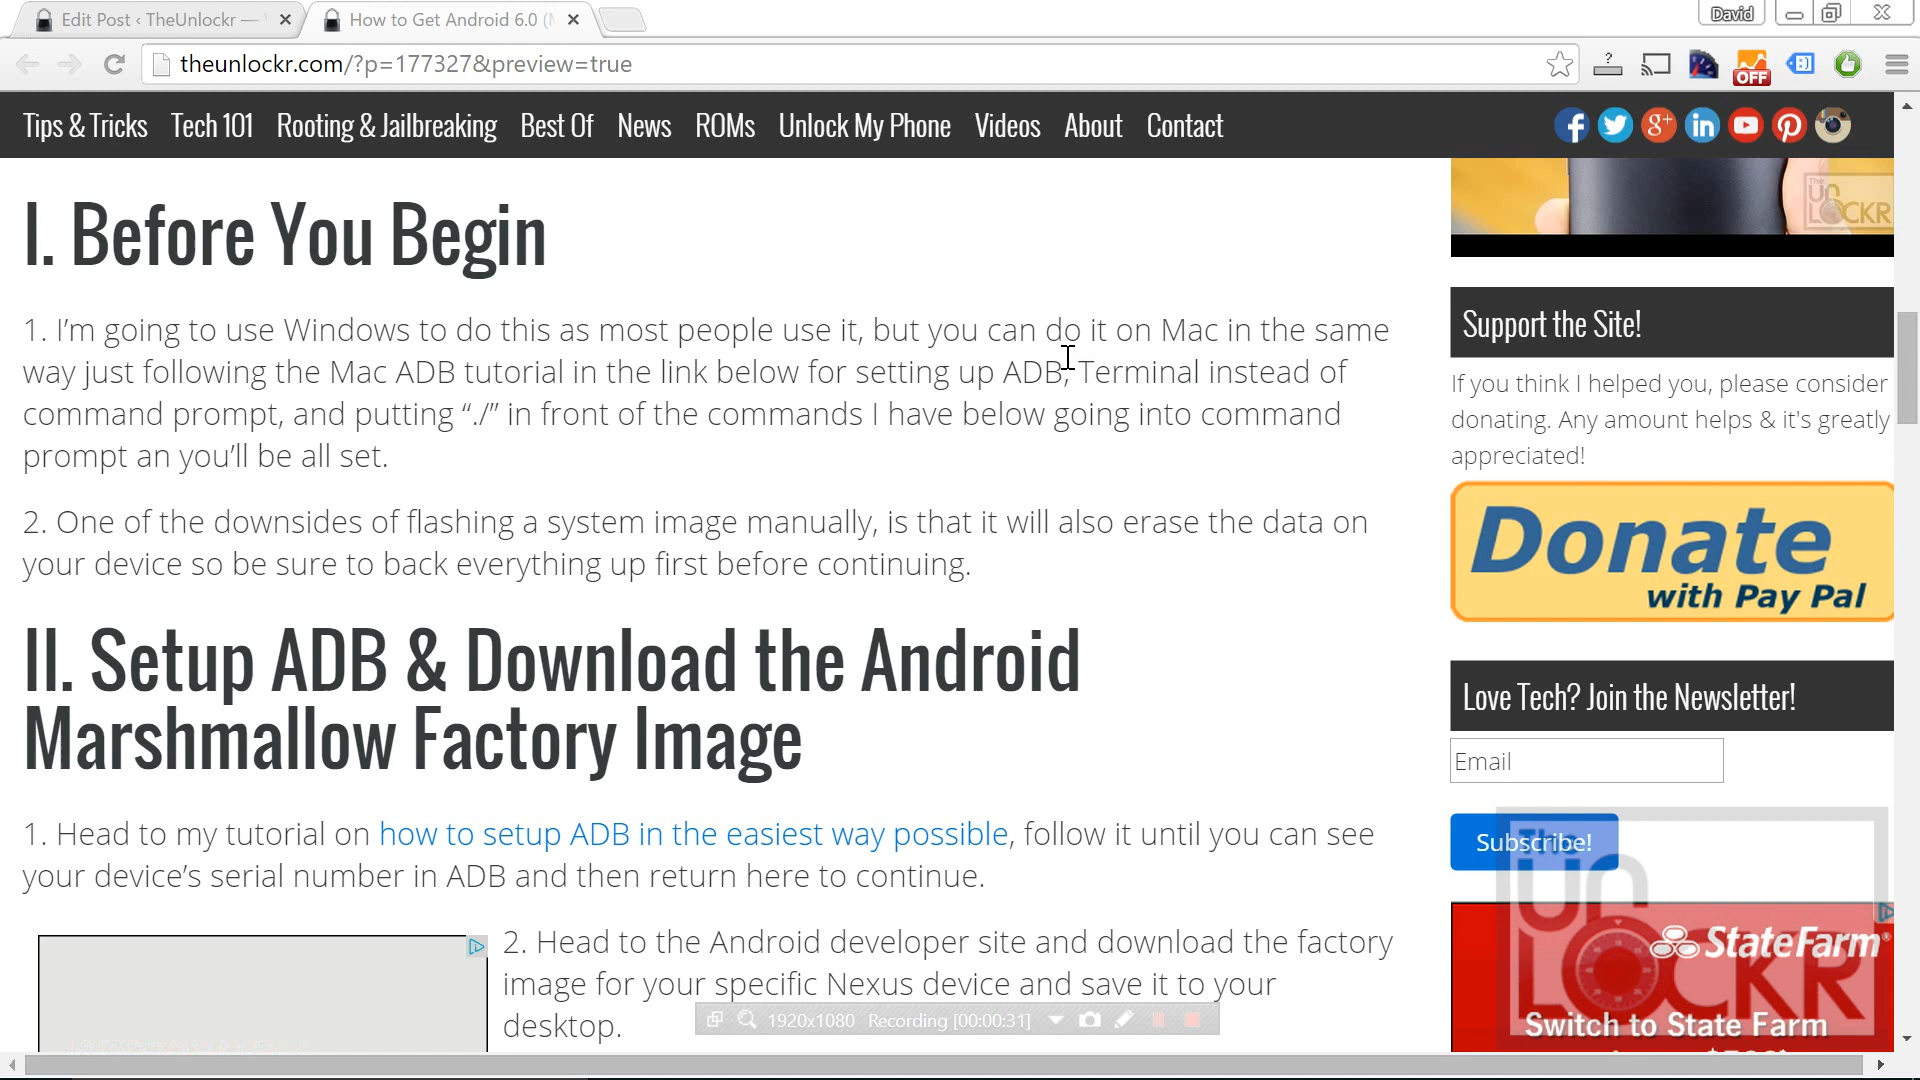 Edit Post ‹ TheUnlockr —
How to Get Android 6.0 (
David
theunlockr.com/?p=177327&preview=true
?
OFF
Tips & Tricks Tech 101 Rooting & Jailbreaking Best Of News ROMs Unlock My Phone Videos About Contact
The
UN
LOCKR
I. Before You Begin
1. I’m going to use Windows to do this as most people use it, but you can do it on Mac in the same
way just following the Mac ADB tutorial in the link below for setting up ADB, Terminal instead of
command prompt, and putting “./” in front of the commands I have below going into command
prompt an you’ll be all set.
2. One of the downsides of flashing a system image manually, is that it will also erase the data on
your device so be sure to back everything up first before continuing.
II. Setup ADB & Download the Android
Marshmallow Factory Image
1. Head to my tutorial on how to setup ADB in the easiest way possible, follow it until you can see
your device’s serial number in ADB and then return here to continue.
2. Head to the Android developer site and download the factory
image for your specific Nexus device and save it to your
desktop.
Support the Site!
If you think I helped you, please consider
donating. Any amount helps & it's greatly
appreciated!
Donate
with Pay Pal
Love Tech? Join the Newsletter!
Email
Subscribe!
The
UN
LOCKR
StateFarm®
Switch to State Farm
1920x1080 Recording [00:00:31]